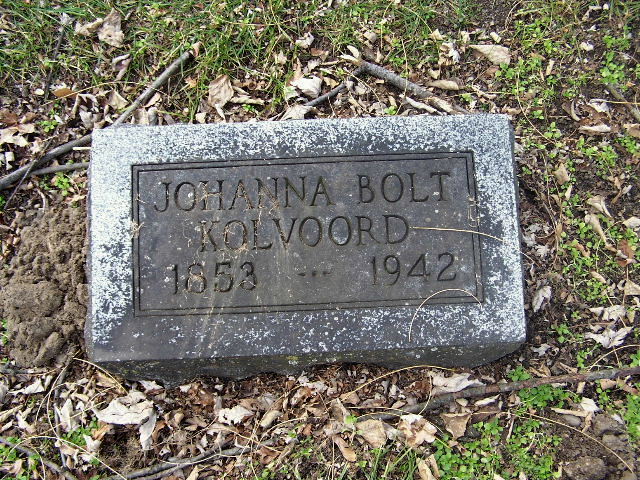 JOHANNA BOLT
KOLVOORD
1853 --- 1942